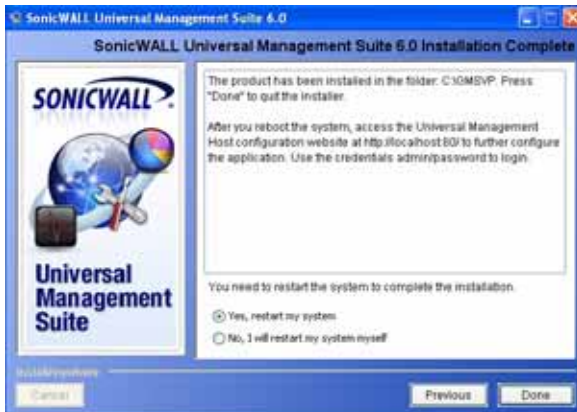 SonicWALL Universal Management Suite 6.0
SonicWALL Universal Management Suite 6.0 Installation Complete
SONICWALL
Universal
Management
Suite
The product has been installed in the folder: C:\GMSVP. Press
"Done" to quit the installer.
After you reboot the system, access the Universal Management
Host configuration website at http://localhost:80/ to further configure
the application. Use the credentials admin/password to login.
You need to restart the system to complete the installation.
Yes, restart my system
No, I will restart my system myself
InstallAnywhere
Cancel
Previous
Done